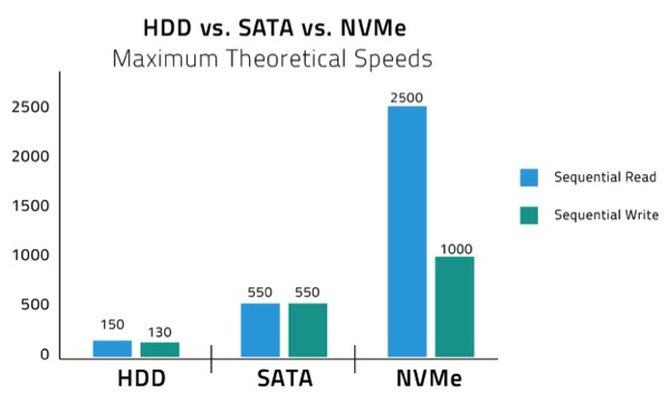 HDD vs. SATA vs. NVMe
Maximum Theoretical Speeds
2500
2000
1500
1000
500
0
150
130
550
550
2500
1000
HDD
SATA
NVMe
Sequential Read
Sequential Write